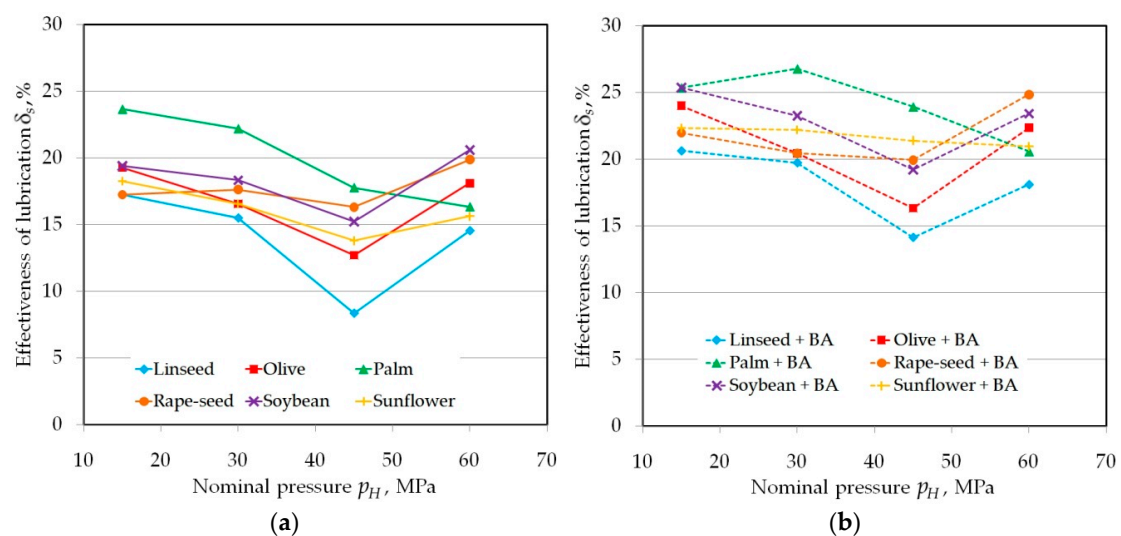 30
25
20
15
10
5
0
Effectiveness of lubrication δs, %
Linseed Olive Palm
Rape-seed Soybean Sunflower
10 20 30 40 50 60 70
Nominal pressure pH, MPa
(a)
30
25
20
15
10
5
0
Effectiveness of lubrication δs, %
Linseed + BA Olive + BA
Palm + BA Rape-seed + BA
Soybean + BA Sunflower + BA
10 20 30 40 50 60 70
Nominal pressure pH, MPa
(b)